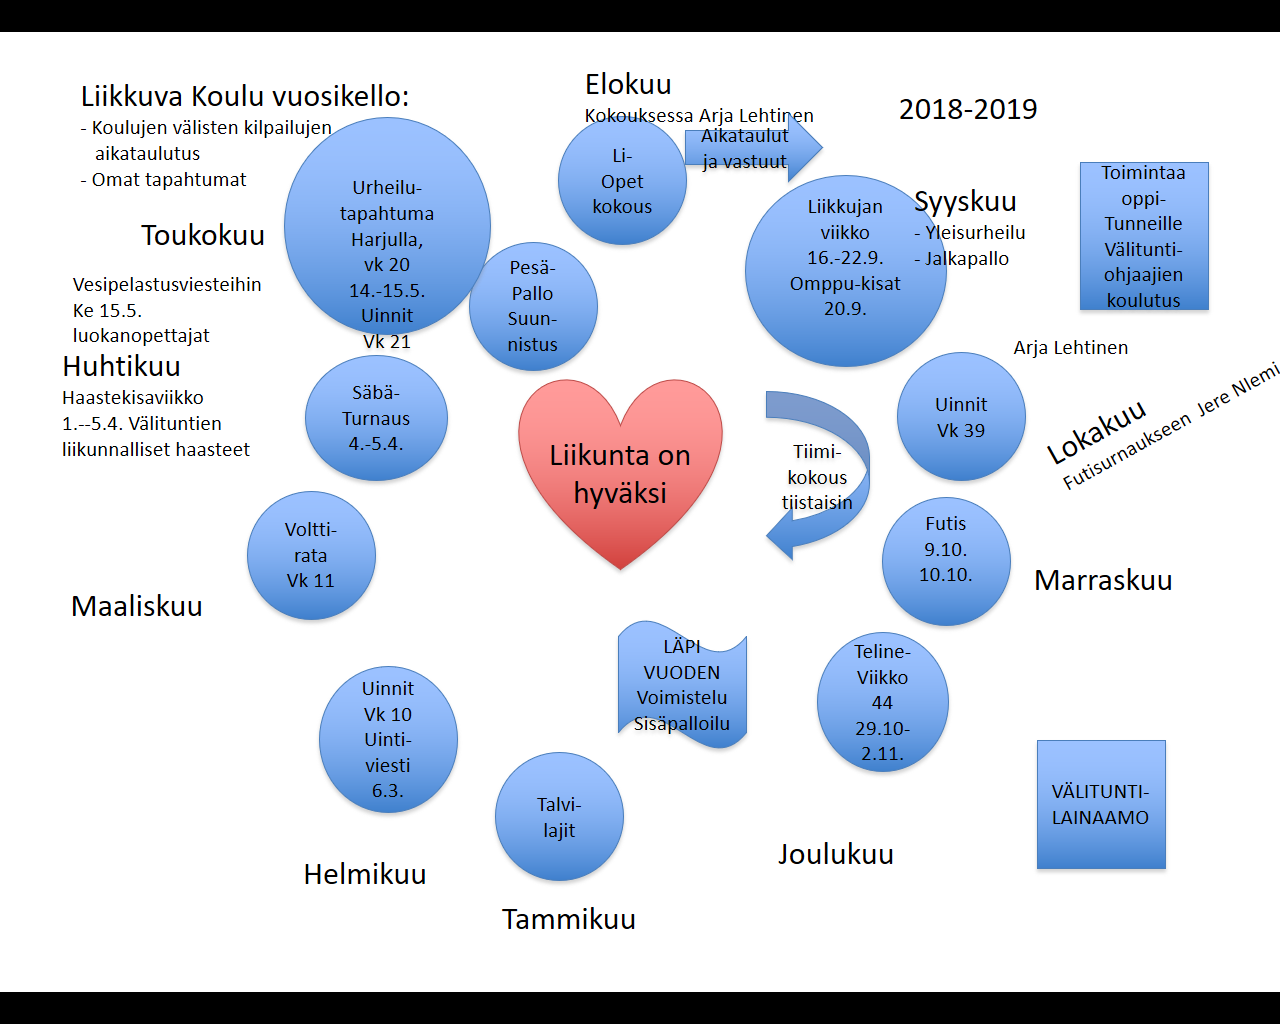 Liikkuva Koulu vuosikello:
- Koulujen välisten kilpailujen
aikataulutus
- Omat tapahtumat
Elokuu
Kokouksessa Arja Lehtinen
2018-2019
Li-
Opet
kokous
Aikataulut
ja vastuut
Liikkujan
viikko
16.-22.9.
Omppu-kisat
20.9.
Syyskuu
- Yleisurheilu
- Jalkapallo
Toimintaa
oppi-
Tunneille
Välitunti-
ohjaajien
koulutus
Arja Lehtinen
Uinnit
Vk 39
Lokakuu
Futisurnaukseen Jere NIemi
Futis
9.10.
10.10.
Marraskuu
Teline-
Viikko
44
29.10-
2.11.
VÄLITUNTI-
LAINAAMO
Joulukuu
Tammikuu
Talvi-
lajit
Helmikuu
Uinnit
Vk 10
Uinti-
viesti
6.3.
Maaliskuu
Voltti-
rata
Vk 11
Huhtikuu
Haastekisaviikko
1.--5.4. Välituntien
liikunnalliset haasteet
Säbä-
Turnaus
4.-5.4.
Toukokuu
Vesipelastusviesteihin
Ke 15.5.
luokanopettajat
Urheilu-
tapahtuma
Harjulla,
vk 20
14.-15.5.
Uinnit
Vk 21
Pesä-
Pallo
Suun-
nistus
Liikunta on
hyväksi
Tiimi-
kokous
tiistaisin
LÄPI
VUODEN
Voimistelu
Sisäpalloilu